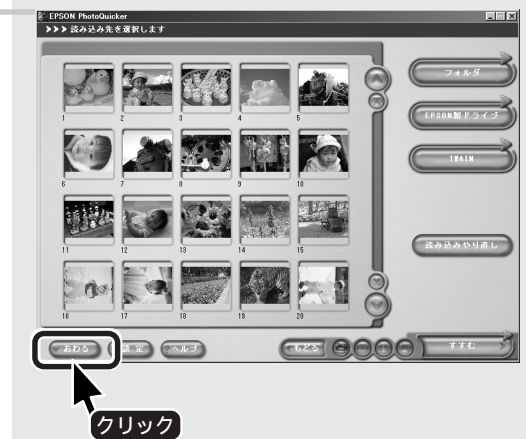 EPSON PhotoQuicker
>>> 読み込み先を選択します
フォルダ
EPSON製ドライブ
TWAIN
読み込みやり直し
1 2 3 4 5
6 7 8 9 10
11 12 13 14 15
16 17 18 19 20
おわる 設 定 ヘルプ もどる すすむ
クリック